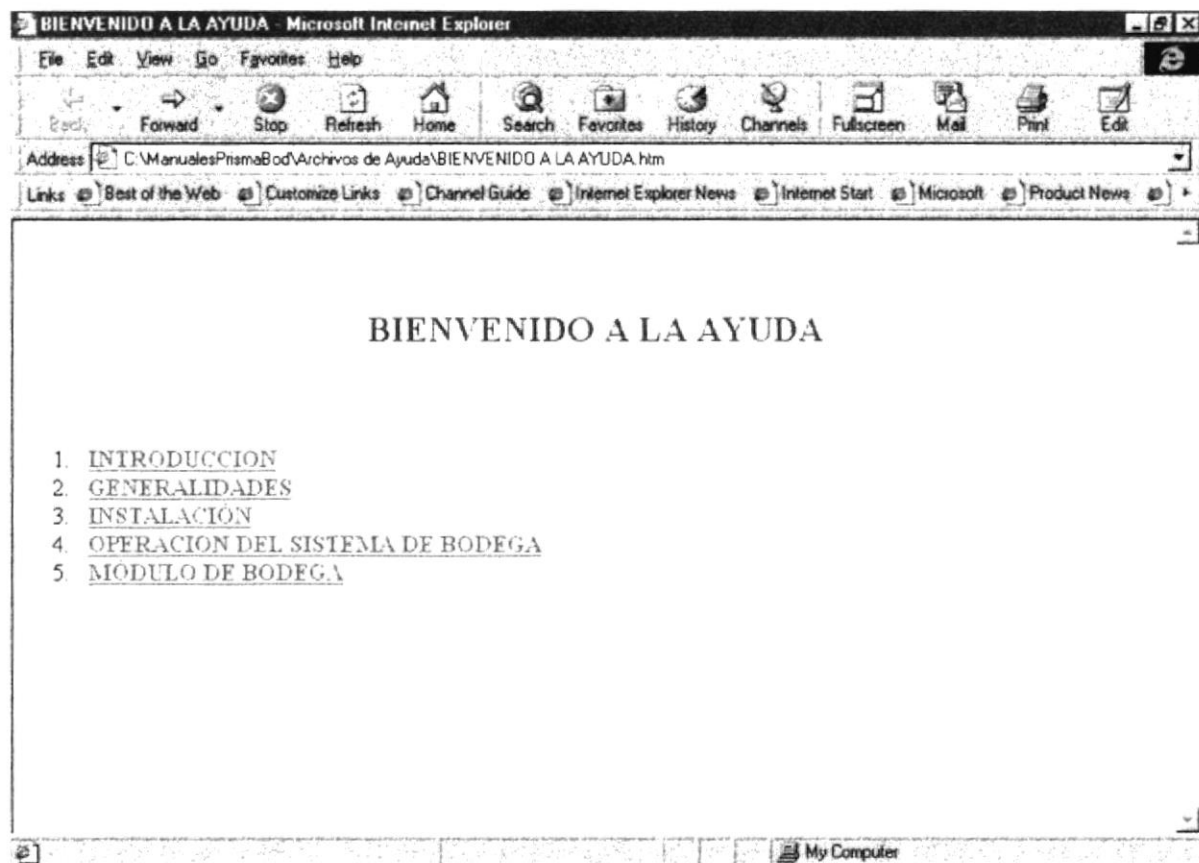 BIENVENIDO A LA AYUDA - Microsoft Internet Explorer
File Edit View Go Favorites Help
Back Forward Stop Refresh Home Search Favorites History Channels Fullscreen Mail Print Edit
Address C:\ManualesPrismaBod\Archivos de Ayuda\BIENVENIDO A LA AYUDA.htm
Links Best of the Web Customize Links Channel Guide Internet Explorer News Internet Start Microsoft Product News
BIENVENIDO A LA AYUDA
1. INTRODUCCION
2. GENERALIDADES
3. INSTALACIÓN
4. OPERACION DEL SISTEMA DE BODEGA
5. MÓDULO DE BODEGA
My Computer